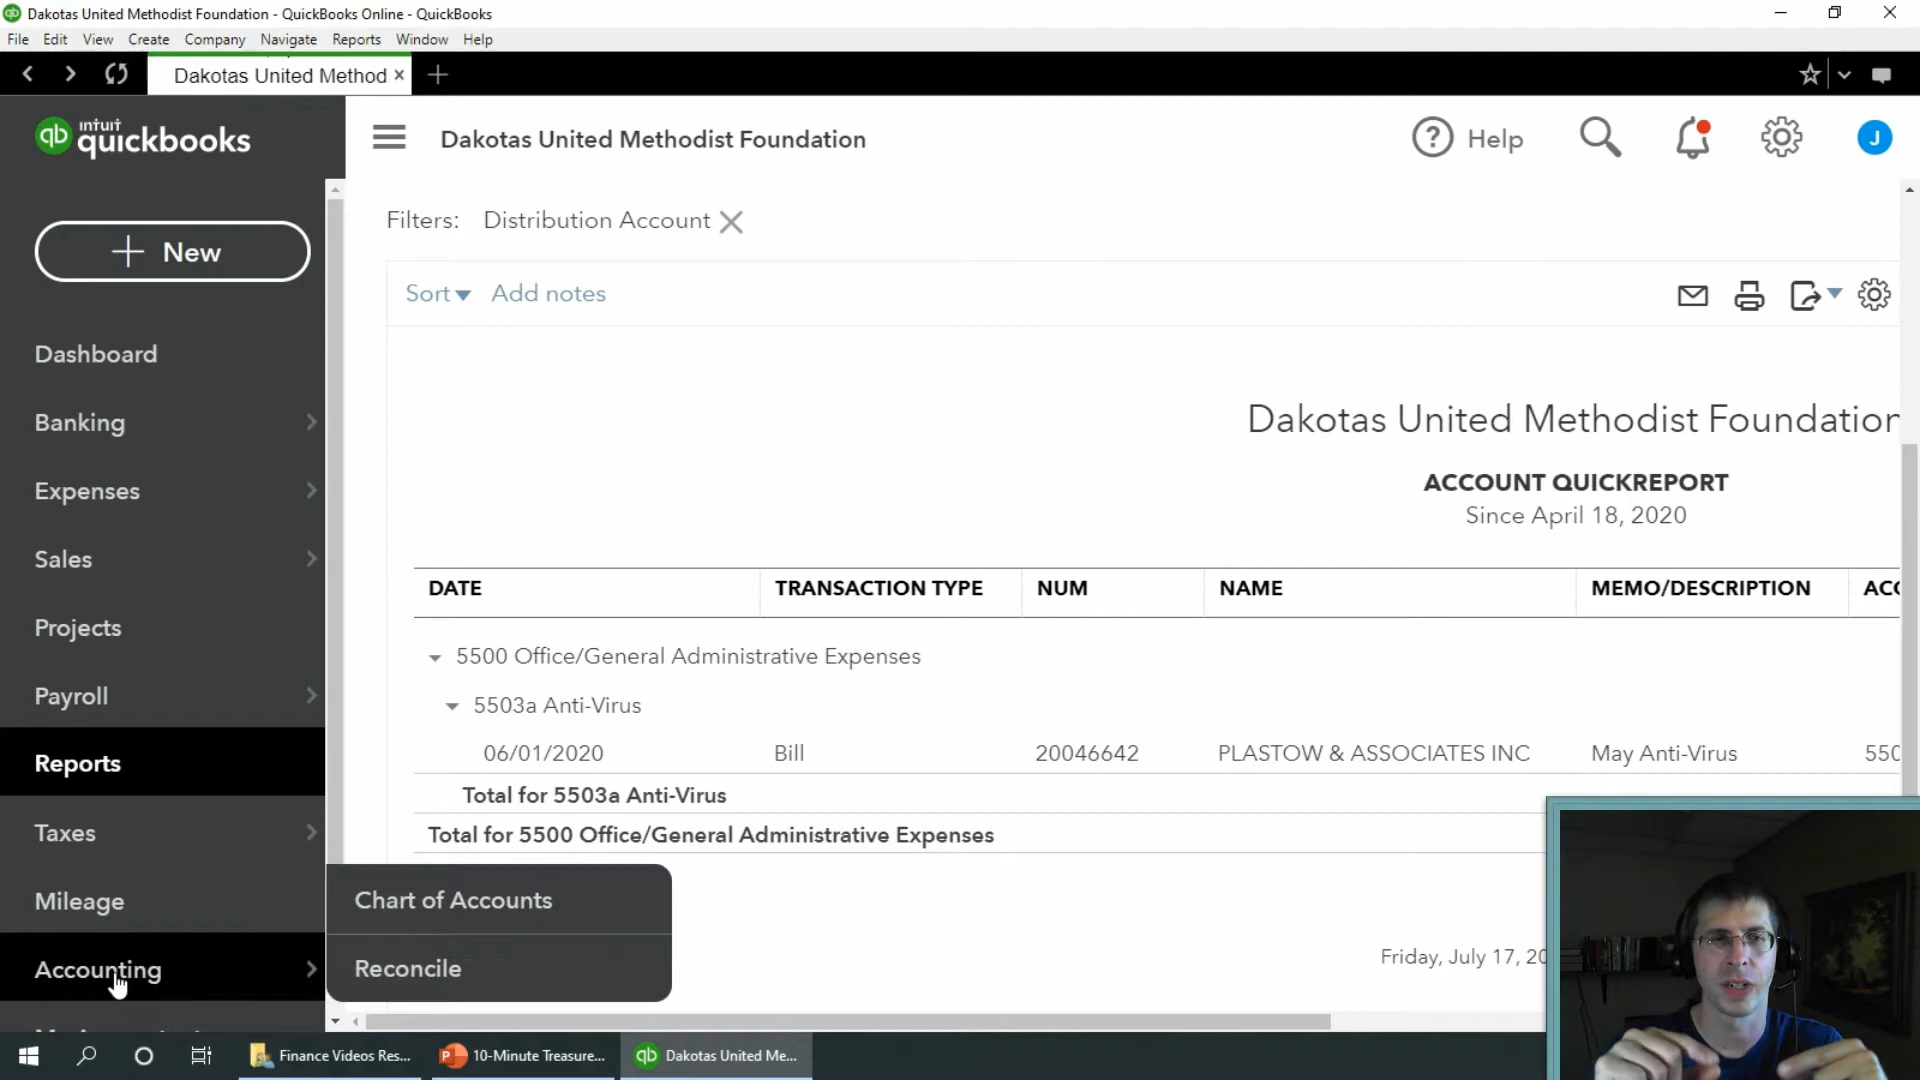 Dakotas United Methodist Foundation - QuickBooks Online - QuickBooks
File Edit View Create Company Navigate Reports Window Help
Dakotas United Method
intuit quickbooks
Dakotas United Methodist Foundation
Help
J
Filters: Distribution Account
New
Sort Add notes
Dashboard
Banking
Expenses
Sales
Projects
Payroll
Reports
Taxes
Mileage
Accounting
Chart of Accounts
Reconcile
Dakotas United Methodist Foundation
ACCOUNT QUICKREPORT
Since April 18, 2020
DATE TRANSACTION TYPE NUM NAME MEMO/DESCRIPTION
5500 Office/General Administrative Expenses
5503a Anti-Virus
06/01/2020 Bill 20046642 PLASTOW & ASSOCIATES INC May Anti-Virus 550
Total for 5503a Anti-Virus
Total for 5500 Office/General Administrative Expenses
Friday, July 17, 20
Finance Videos Res... 10-Minute Treasure... Dakotas United Me...